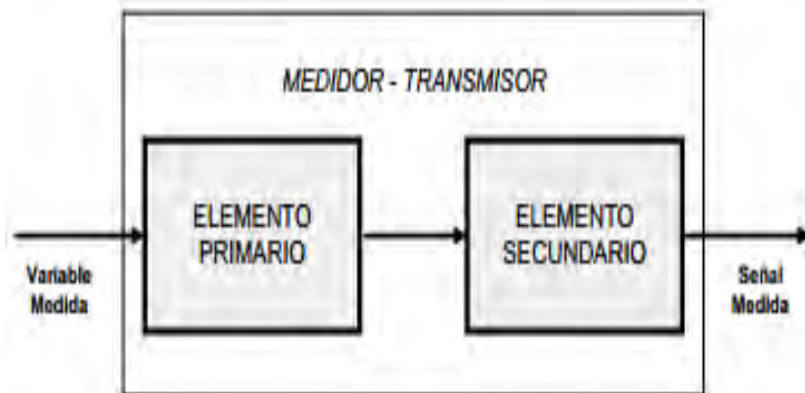 MEDIDOR - TRANSMISOR
ELEMENTO
PRIMARIO
ELEMENTO
SECUNDARIO
Variable
Medida
Señal
Medida